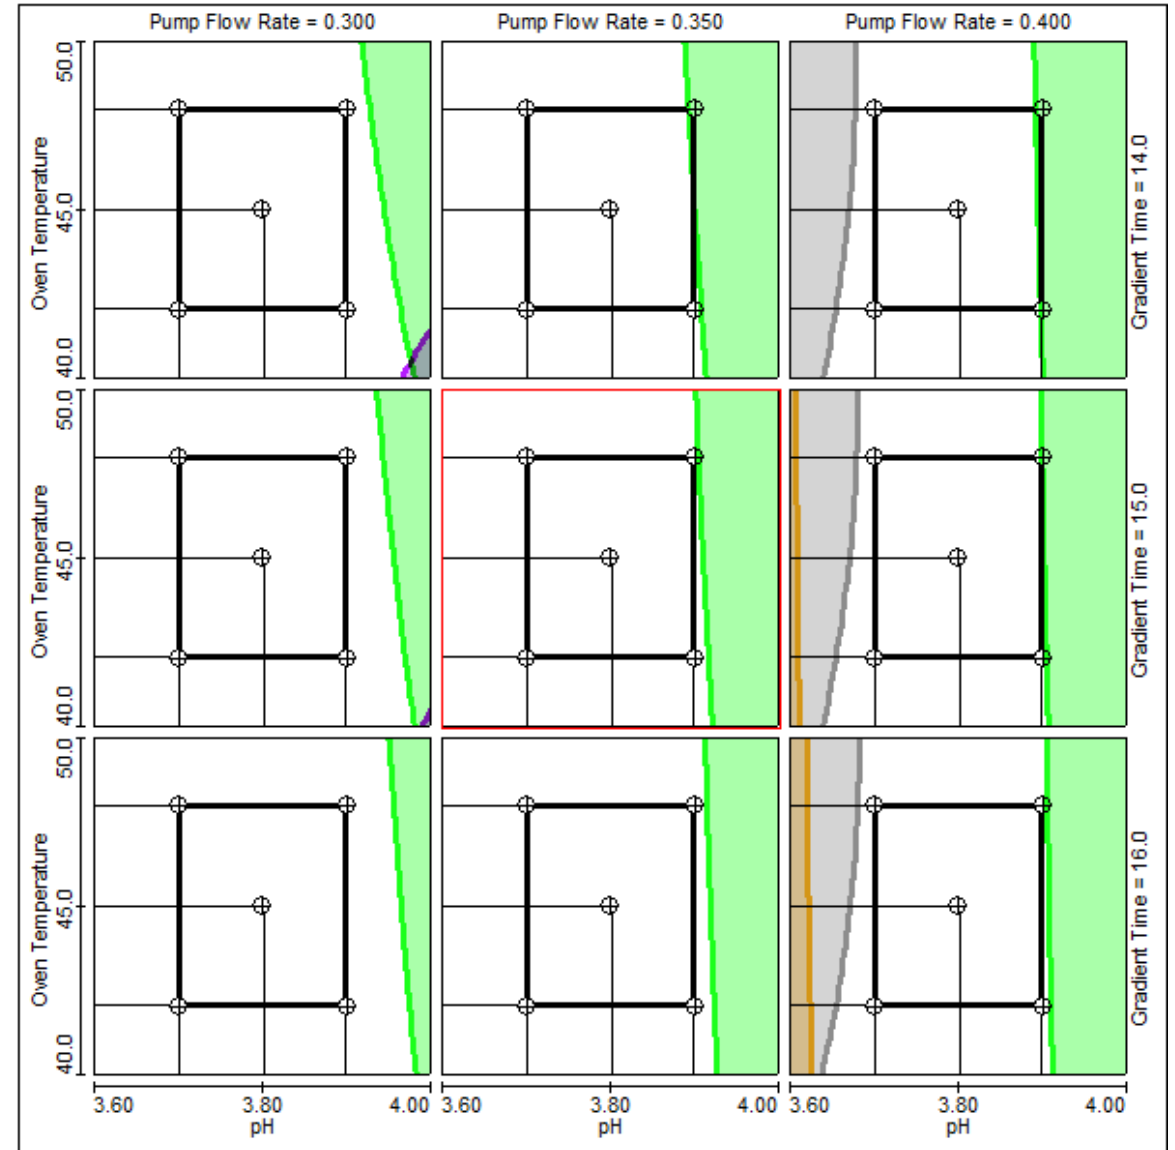 Pump Flow Rate = 0.300
Pump Flow Rate = 0.350
Pump Flow Rate = 0.400
50.0
45.0
40.0
Oven Temperature
Gradient Time = 14.0
50.0
45.0
40.0
Oven Temperature
Gradient Time = 15.0
50.0
45.0
40.0
Oven Temperature
Gradient Time = 16.0
3.60 3.80 4.00
3.60 3.80 4.00
3.60 3.80 4.00
pH
pH
pH